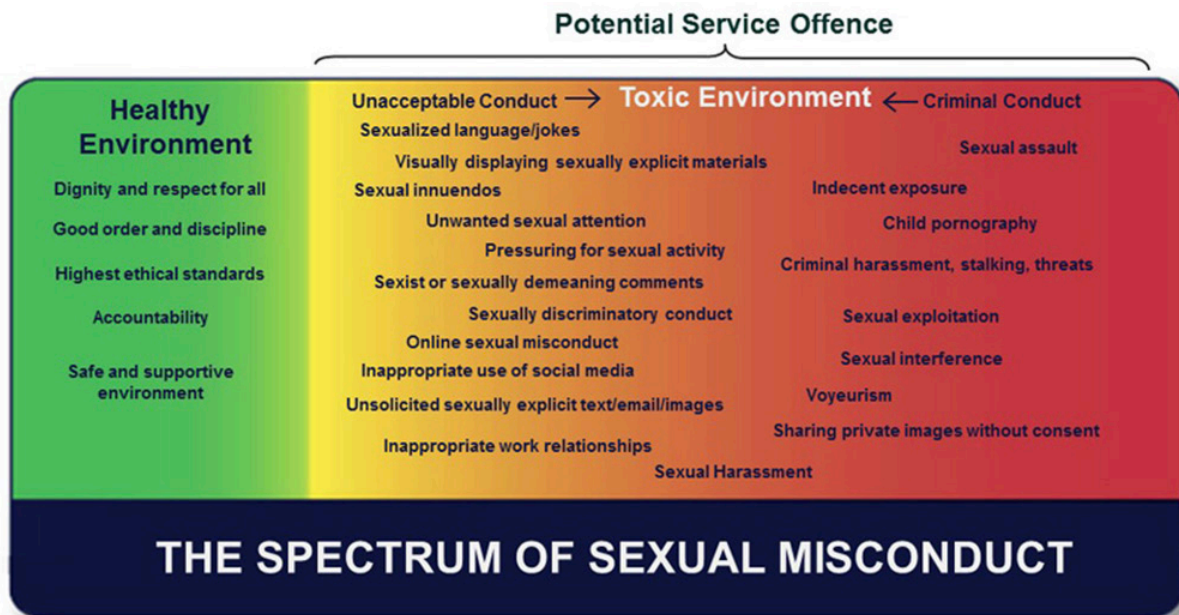 Potential Service Offence
Healthy
Environment
Dignity and respect for all
Good order and discipline
Highest ethical standards
Accountability
Safe and supportive
environment
Unacceptable Conduct → Toxic Environment ← Criminal Conduct
Sexualized language/jokes
Visually displaying sexually explicit materials
Sexual innuendos
Unwanted sexual attention
Pressuring for sexual activity
Sexist or sexually demeaning comments
Sexually discriminatory conduct
Online sexual misconduct
Inappropriate use of social media
Unsolicited sexually explicit text/email/images
Inappropriate work relationships
Sexual Harassment
Sexual assault
Indecent exposure
Child pornography
Criminal harassment, stalking, threats
Sexual exploitation
Sexual interference
Voyeurism
Sharing private images without consent
THE SPECTRUM OF SEXUAL MISCONDUCT